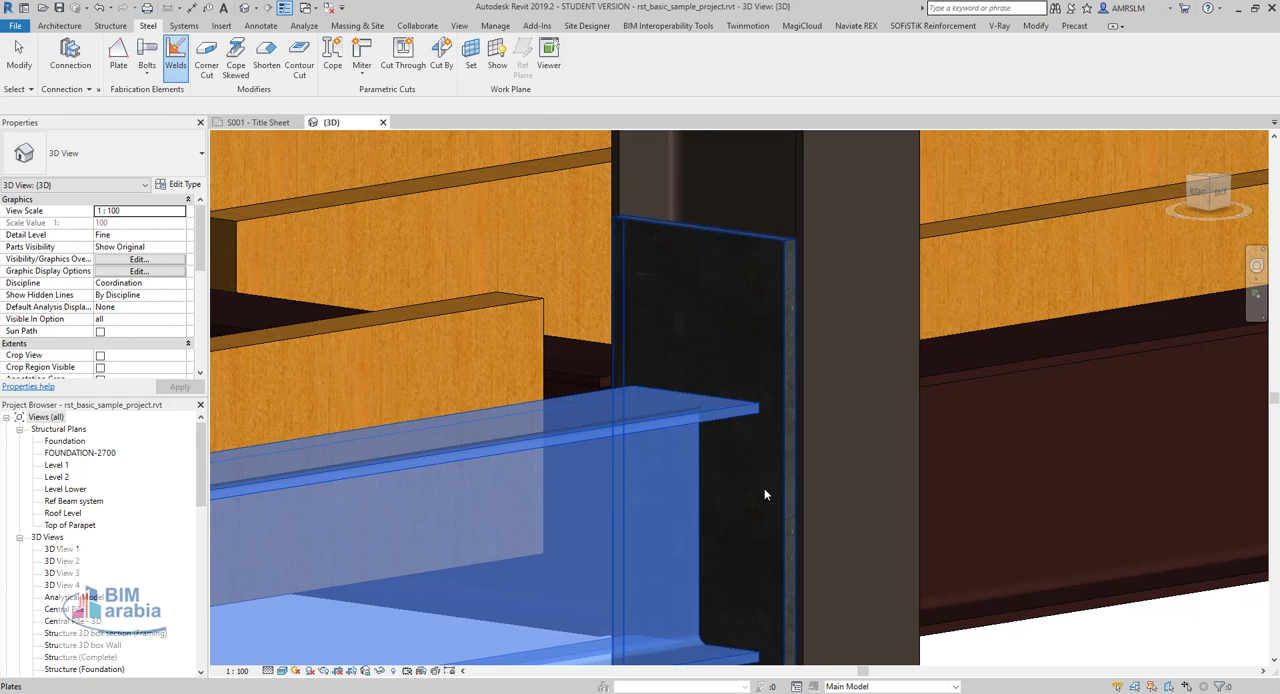 Autodesk Revit 2019.2 - STUDENT VERSION - rst_basic_sample_project.rvt - 3D View: {3D}
Type a keyword or phrase
AMRSLM
File Architecture Structure Steel Systems Insert Annotate Analyze Massing & Site Collaborate View Manage Add-Ins Site Designer BIM Interoperability Tools Twinmotion MagiCloud Naviate REX SOFiSTiK Reinforcement V-Ray Modify Precast
Modify Connection Plate Bolts Welds Corner Cut Cope Skewed Shorten Contour Cut Cope Miter Cut Through Cut By Set Show Ref Plane Viewer
Select Connection Fabrication Elements Modifiers Parametric Cuts Work Plane
Properties
S001 - Title Sheet
{3D}
3D View
3D View: {3D} Edit Type
Graphics
View Scale 1 : 100
Scale Value 1: 100
Detail Level Fine
Parts Visibility Show Original
Visibility/Graphics Ove... Edit...
Graphic Display Options Edit...
Discipline Coordination
Show Hidden Lines By Discipline
Default Analysis Displa... None
Visible In Option all
Sun Path
Extents
Crop View
Crop Region Visible
Properties help Apply
Project Browser - rst_basic_sample_project.rvt
Views (all)
Structural Plans
Foundation
FOUNDATION-2700
Level 1
Level 2
Level Lower
Ref Beam system
Roof Level
Top of Parapet
3D Views
3D View 1
3D View 2
3D View 3
3D View 4
Analytical
Structure 3D box section (Framing)
Structure 3D box Wall
Structure (Complete)
Structure (Foundation)
BIM
arabia
RIGHT BACK
1 : 100
Plates
:0
Main Model
:0